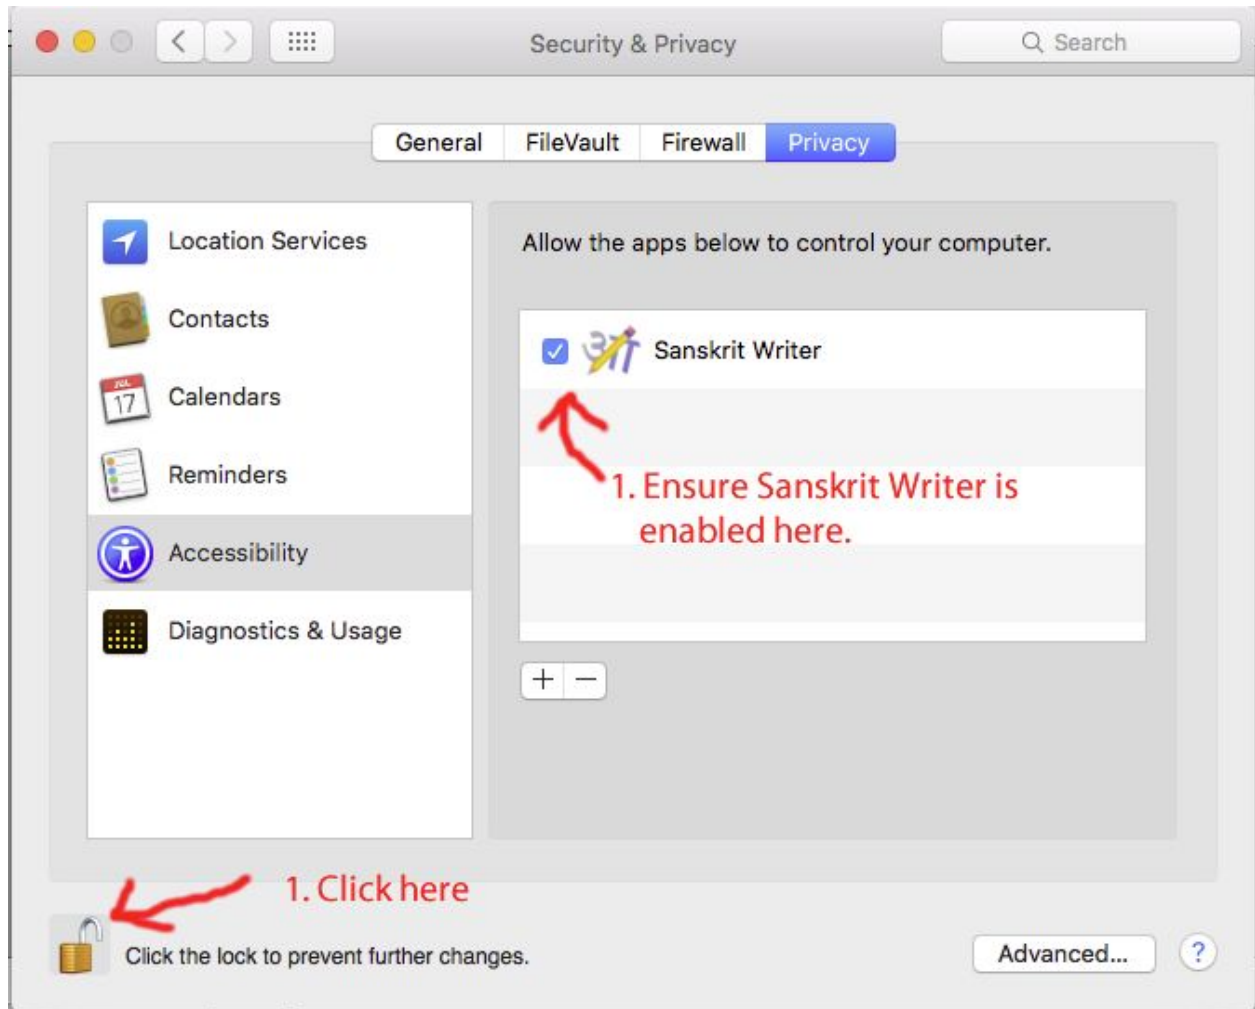 Security & Privacy
Search
General FileVault Firewall Privacy
Location Services
Contacts
JUL
17
Calendars
Reminders
Accessibility
Diagnostics & Usage
Allow the apps below to control your computer.
अ
Sanskrit Writer
1. Ensure Sanskrit Writer is
enabled here.
+ −
1. Click here
Click the lock to prevent further changes.
Advanced... ?